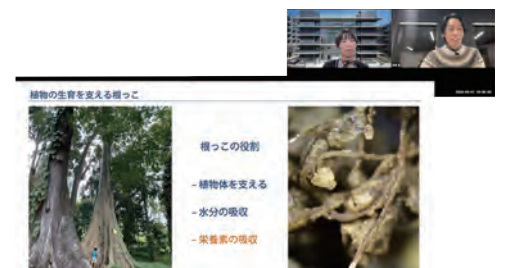 植物の生育を支える根っこ
根っこの役割
– 植物体を支える
– 水分の吸収
– 栄養素の吸収